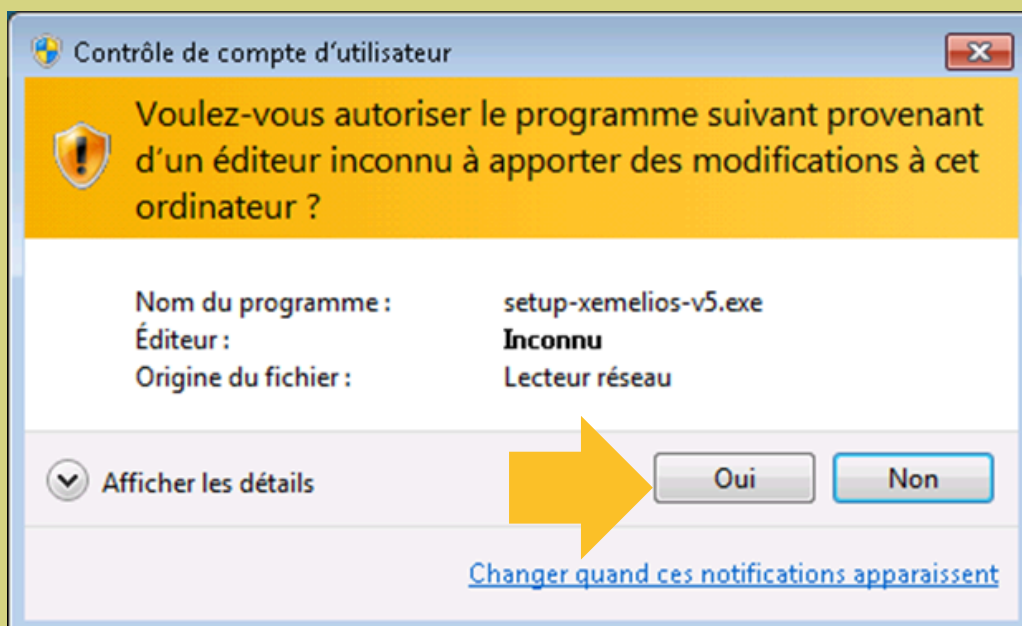 Contrôle de compte d'utilisateur
Voulez-vous autoriser le programme suivant provenant
d'un éditeur inconnu à apporter des modifications à cet
ordinateur ?
Nom du programme : setup-xemelios-v5.exe
Éditeur : Inconnu
Origine du fichier : Lecteur réseau
Afficher les détails Oui Non
Changer quand ces notifications apparaissent